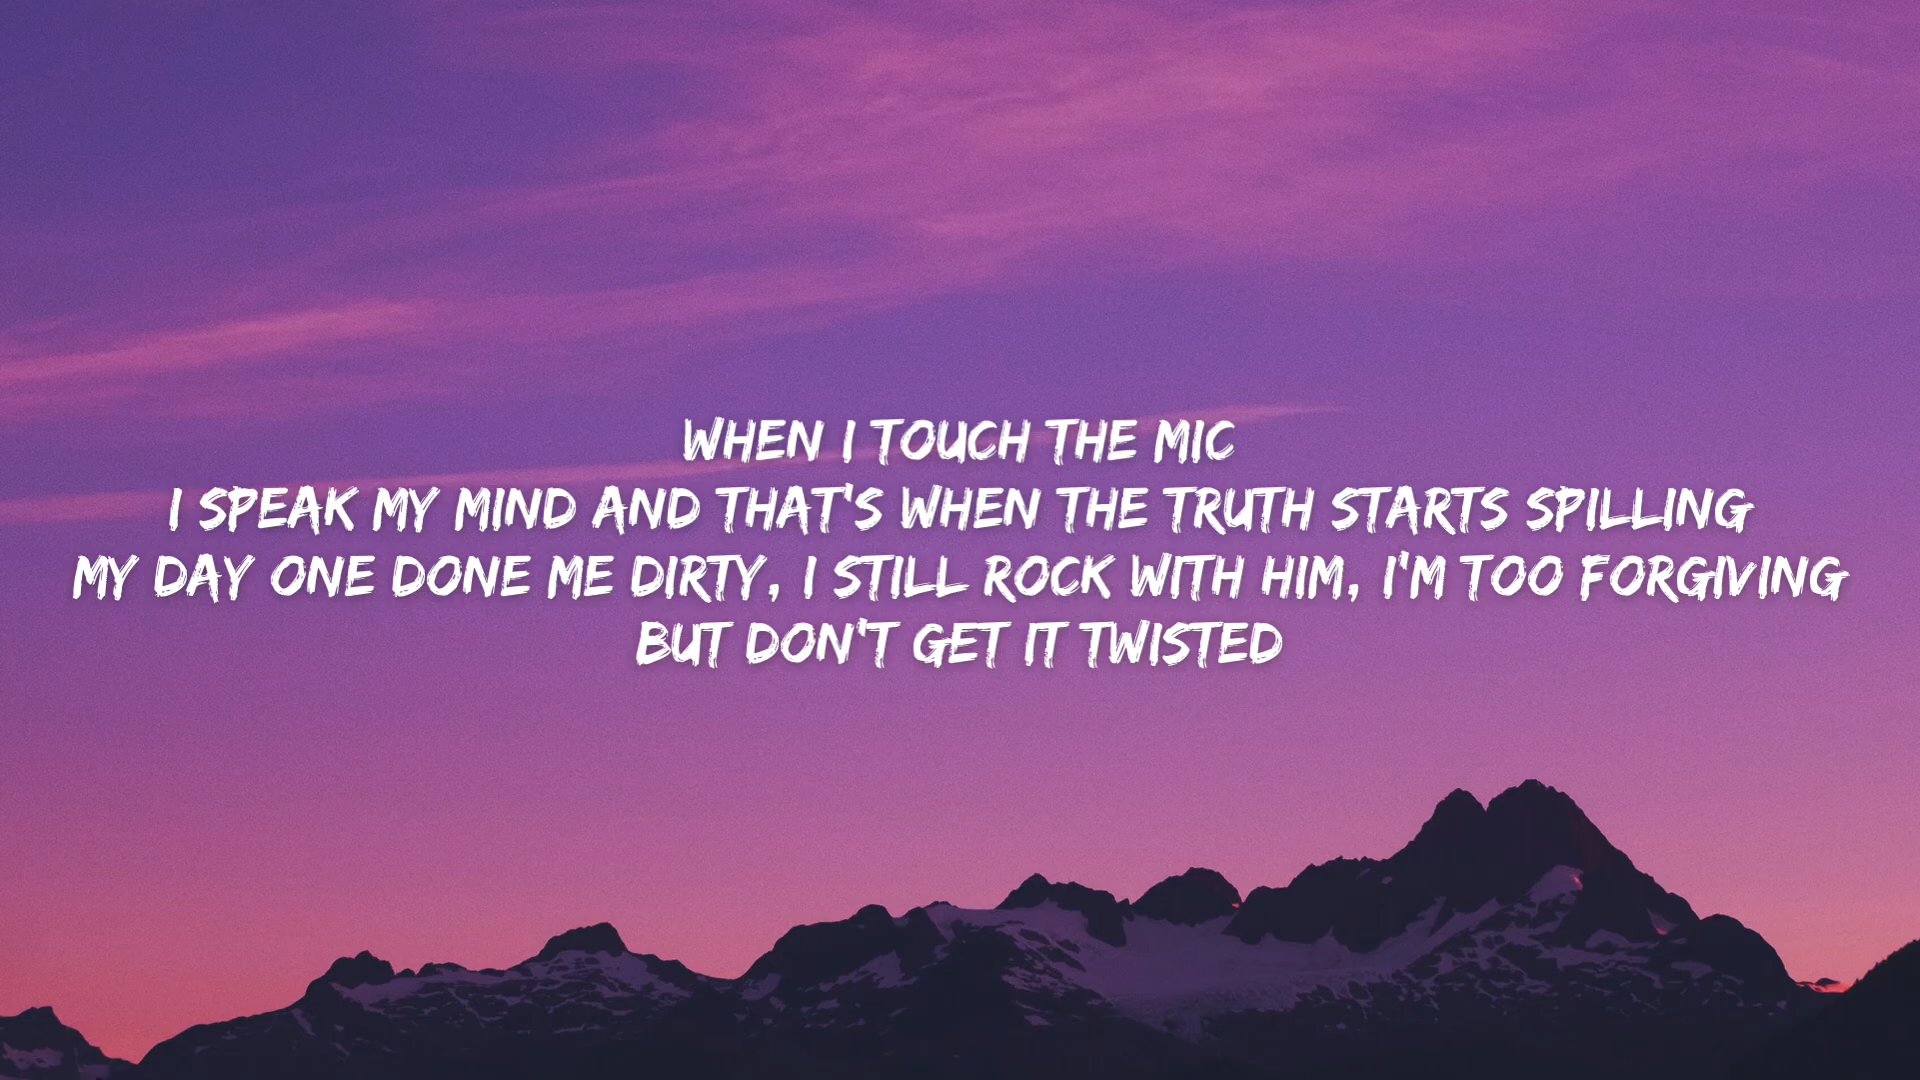 WHEN I TOUCH THE MIC
I SPEAK MY MIND AND THAT'S WHEN THE TRUTH STARTS SPILLING
MY DAY ONE DONE ME DIRTY, I STILL ROCK WITH HIM, I'M TOO FORGIVING
BUT DON'T GET IT TWISTED